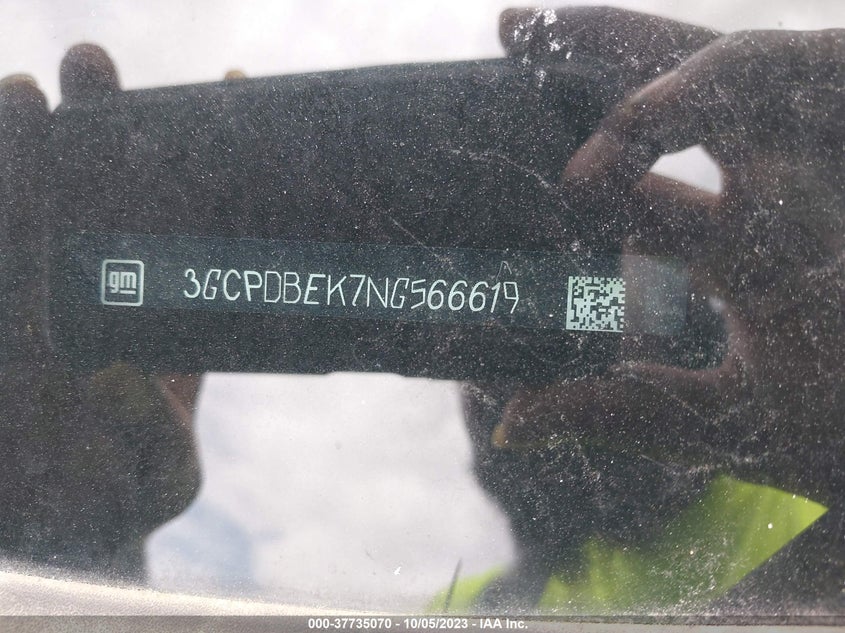 gm 3GCPDBEK7NG566619
000-37735070 - 10/05/2023 - IAA Inc.